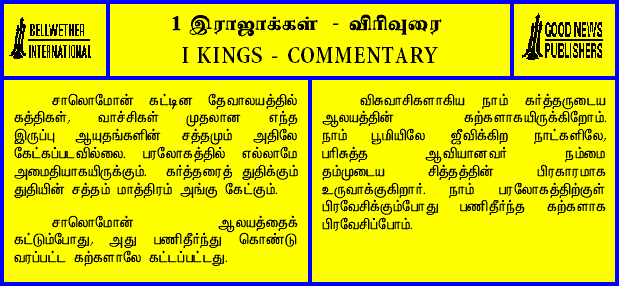 BELLWETHER
INTERNATIONAL
1 இராஜாக்கள் - விரிவுரை
I KINGS - COMMENTARY
GOOD NEWS
PUBLISHERS
சாலொமோன் கட்டின தேவாலயத்தில்
கத்திகள், வாச்சிகள் முதலான எந்த
இருப்பு ஆயுதங்களின் சத்தமும் அதிலே
கேட்கப்படவில்லை. பரலோகத்தில் எல்லாமே
அமைதியாகயிருக்கும். கர்த்தரைத் துதிக்கும்
துதியின் சத்தம் மாத்திரம் அங்கு கேட்கும்.
சாலொமோன் ஆலயத்தைக்
கட்டும்போது, அது பணிதீர்ந்து கொண்டு
வரப்பட்ட கற்களாலே கட்டப்பட்டது.
விசுவாசிகளாகிய நாம் கர்த்தருடைய
ஆலயத்தின் கற்களாகயிருக்கிறோம்.
நாம் பூமியிலே ஜீவிக்கிற நாட்களிலே,
பரிசுத்த ஆவியானவர் நம்மை
தம்முடைய சித்தத்தின் பிரகாரமாக
உருவாக்குகிறார். நாம் பரலோகத்திற்குள்
பிரவேசிக்கும்போது பணிதீர்ந்த கற்களாக
பிரவேசிப்போம்.